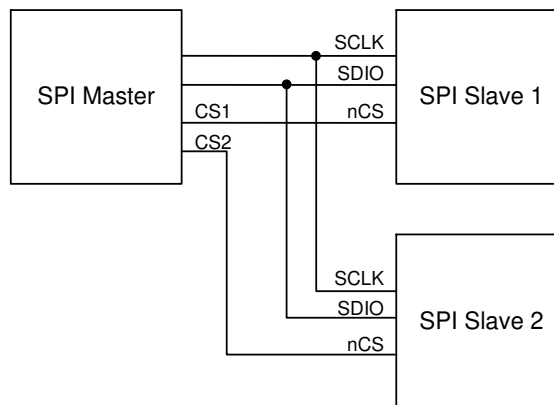 SCLK
SDIO
SPI Master
SPI Slave 1
CS1
nCS
CS2
SCLK
SDIO
SPI Slave 2
nCS